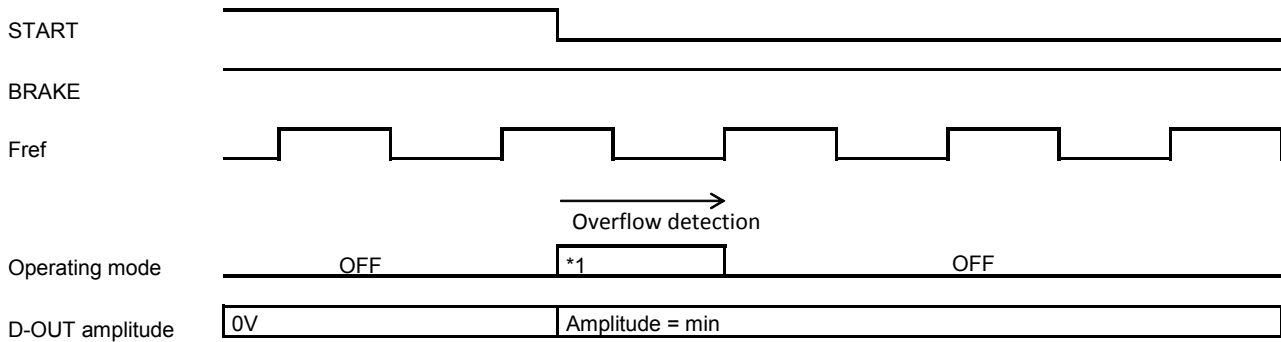 START
BRAKE
Fref
Overflow detection
Operating mode OFF *1 OFF
D-OUT amplitude 0V Amplitude = min